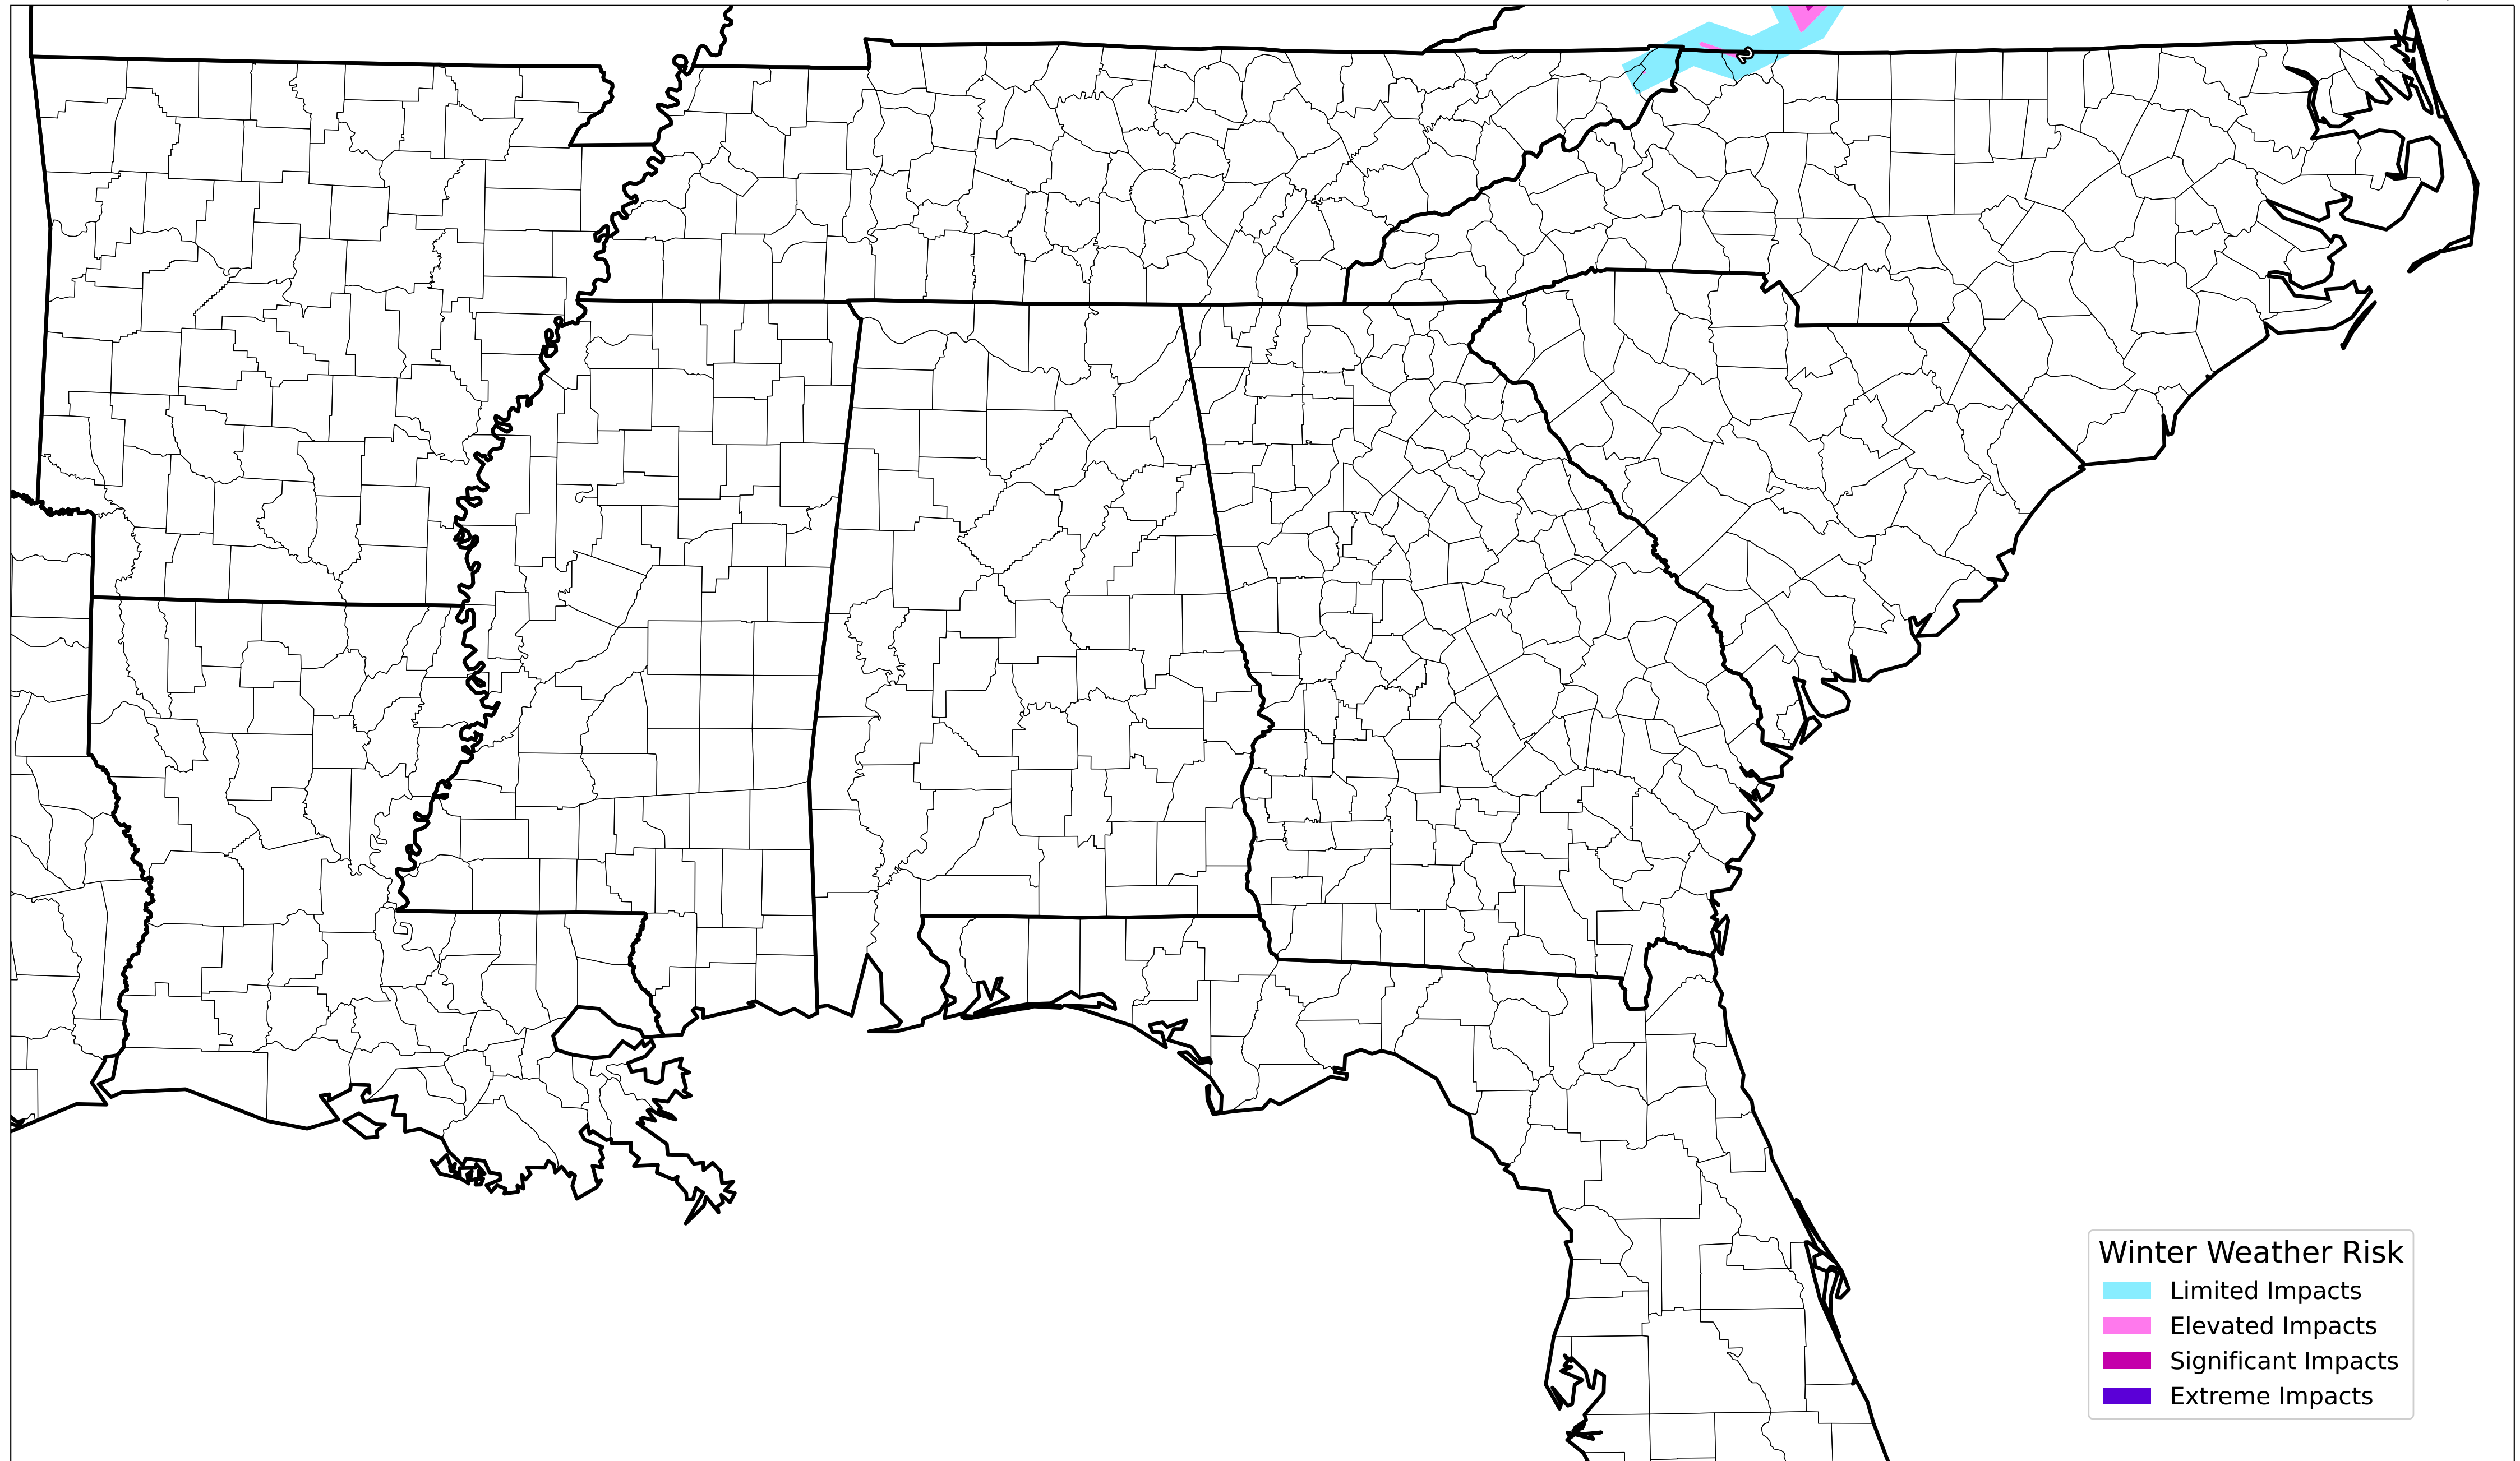 Winter Weather Risk
Limited Impacts
Elevated Impacts
Significant Impacts
Extreme Impacts